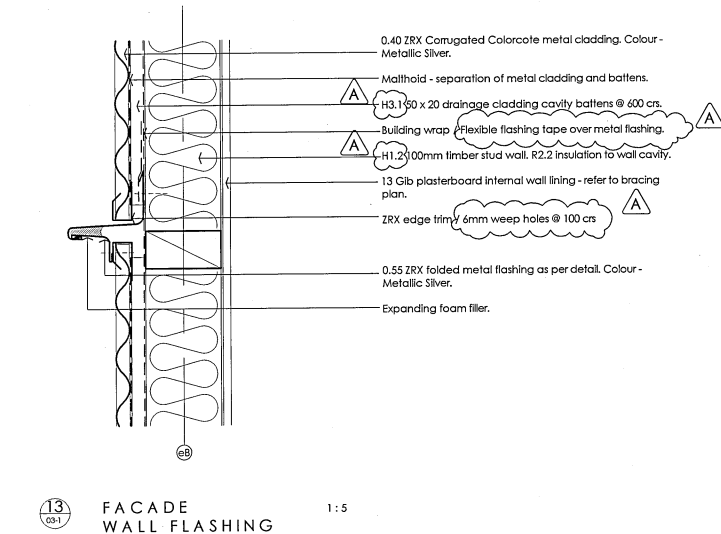 0.40 ZRX Corrugated Colorcote metal cladding. Colour -
Metallic Silver.
Malthoid - separation of metal cladding and battens.
A
H3.1 50 x 20 drainage cladding cavity battens @ 600 crs.
A
Building wrap / Flexible flashing tape over metal flashing.
A
H1.2 100mm timber stud wall. R2.2 insulation to wall cavity.
13 Gib plasterboard internal wall lining - refer to bracing
plan.
A
ZRX edge trim / 6mm weep holes @ 100 crs
0.55 ZRX folded metal flashing as per detail. Colour -
Metallic Silver.
Expanding foam filler.
eB
13
03-1
FACADE
WALL FLASHING
1:5